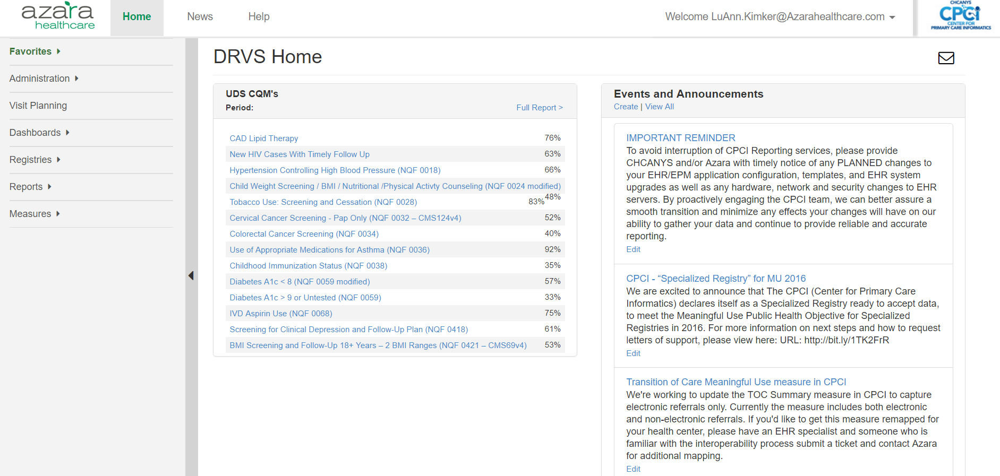 azara
healthcare
Home
News
Help
Welcome LuAnn.Kimker@Azarahealthcare.com
CHCANYS
CPCi
CENTER FOR
PRIMARY CARE INFORMATICS
Favorites
Administration
Visit Planning
Dashboards
Registries
Reports
Measures
DRVS Home
UDS CQM's
Period:
Full Report >
CAD Lipid Therapy 76%
New HIV Cases With Timely Follow Up 63%
Hypertension Controlling High Blood Pressure (NQF 0018) 66%
Child Weight Screening / BMI / Nutritional /Physical Activty Counseling (NQF 0024 modified)
48%
Tobacco Use: Screening and Cessation (NQF 0028) 83%
Cervical Cancer Screening - Pap Only (NQF 0032 – CMS124v4) 52%
Colorectal Cancer Screening (NQF 0034) 40%
Use of Appropriate Medications for Asthma (NQF 0036) 92%
Childhood Immunization Status (NQF 0038) 35%
Diabetes A1c < 8 (NQF 0059 modified) 57%
Diabetes A1c > 9 or Untested (NQF 0059) 33%
IVD Aspirin Use (NQF 0068) 75%
Screening for Clinical Depression and Follow-Up Plan (NQF 0418) 61%
BMI Screening and Follow-Up 18+ Years – 2 BMI Ranges (NQF 0421 – CMS69v4) 53%
Events and Announcements
Create | View All
IMPORTANT REMINDER
To avoid interruption of CPCI Reporting services, please provide
CHCANYS and/or Azara with timely notice of any PLANNED changes to
your EHR/EPM application configuration, templates, and EHR system
upgrades as well as any hardware, network and security changes to EHR
servers. By proactively engaging the CPCI team, we can better assure a
smooth transition and minimize any effects your changes will have on our
ability to gather your data and continue to provide reliable and accurate
reporting.
Edit
CPCI - “Specialized Registry” for MU 2016
We are excited to announce that The CPCI (Center for Primary Care
Informatics) declares itself as a Specialized Registry ready to accept data,
to meet the Meaningful Use Public Health Objective for Specialized
Registries in 2016. For more information on next steps and how to request
letters of support, please view here: URL: http://bit.ly/1TK2FrR
Edit
Transition of Care Meaningful Use measure in CPCI
We're working to update the TOC Summary measure in CPCI to capture
electronic referrals only. Currently the measure includes both electronic
and non-electronic referrals. If you'd like to get this measure remapped for
your health center, please have an EHR specialist and someone who is
familiar with the interoperability process submit a ticket and contact Azara
for additional mapping.
Edit